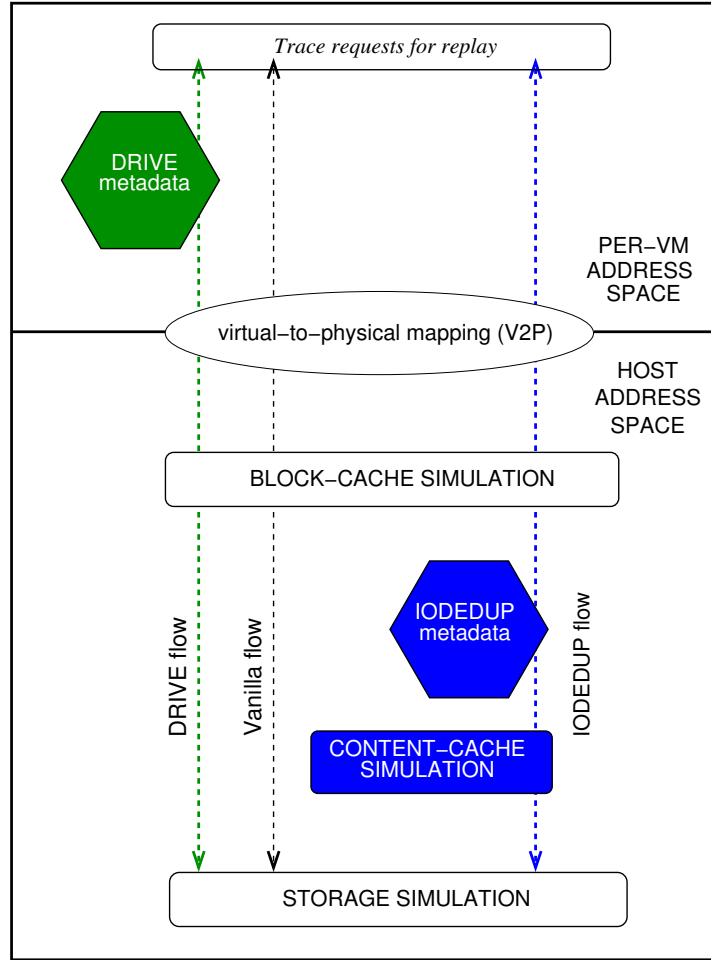 Trace requests for replay
DRIVE
metadata
PER−VM
ADDRESS
SPACE
virtual−to−physical mapping (V2P)
HOST
ADDRESS
SPACE
BLOCK−CACHE SIMULATION
DRIVE flow
Vanilla flow
IODEDUP
metadata
IODEDUP flow
CONTENT−CACHE
SIMULATION
STORAGE SIMULATION